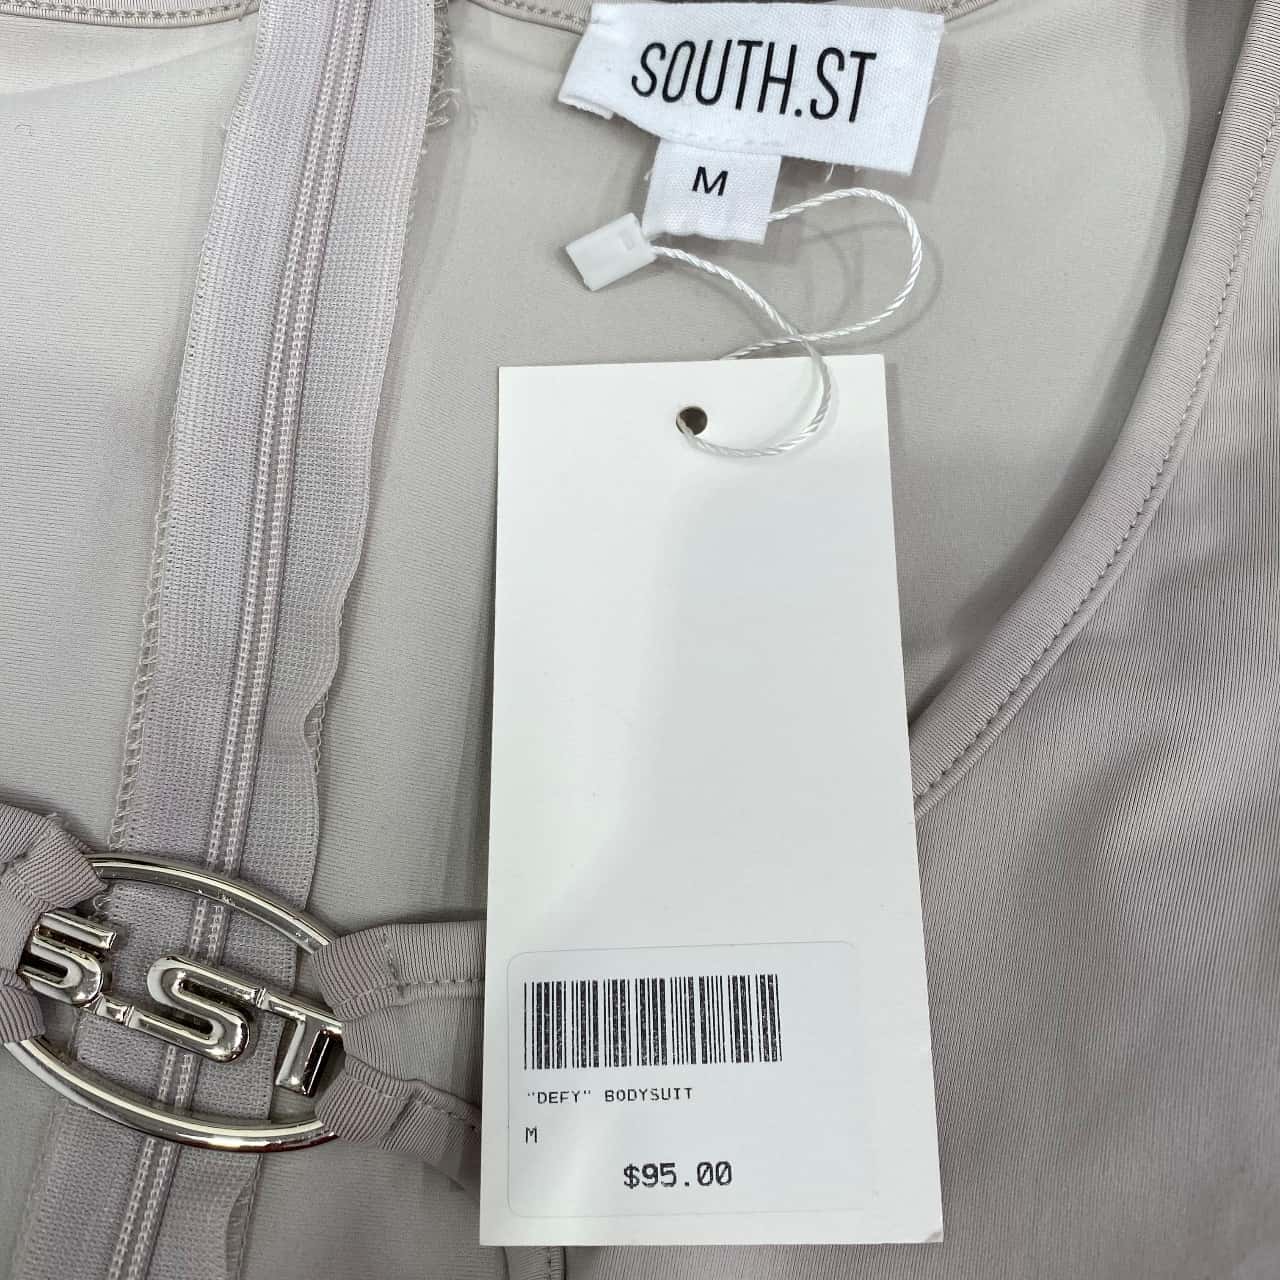 SOUTH.ST
M
S.ST
"DEFY" BODYSUIT
M
$95.00